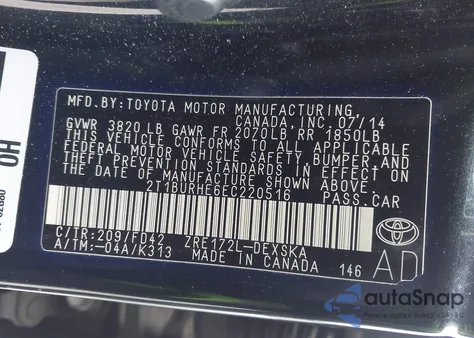 MFD.BY:TOYOTA MOTOR MANUFACTURING
CANADA, INC. 07/14
GVWR 3820 LB GAWR FR 2070LB RR 1850LB
THIS VEHICLE CONFORMS TO ALL APPLICABLE
FEDERAL MOTOR VEHICLE SAFETY, BUMPER, AND
THEFT PREVENTION STANDARDS IN EFFECT ON
THE DATE OF MANUFACTURE SHOWN ABOVE.
2T1BURHE6EC220516 PASS.CAR
C/TR:209/FD42 ZRE172L-DEXSKA
A/TM:-04A/K313 MADE IN CANADA 146
AD
HO
autoSnap